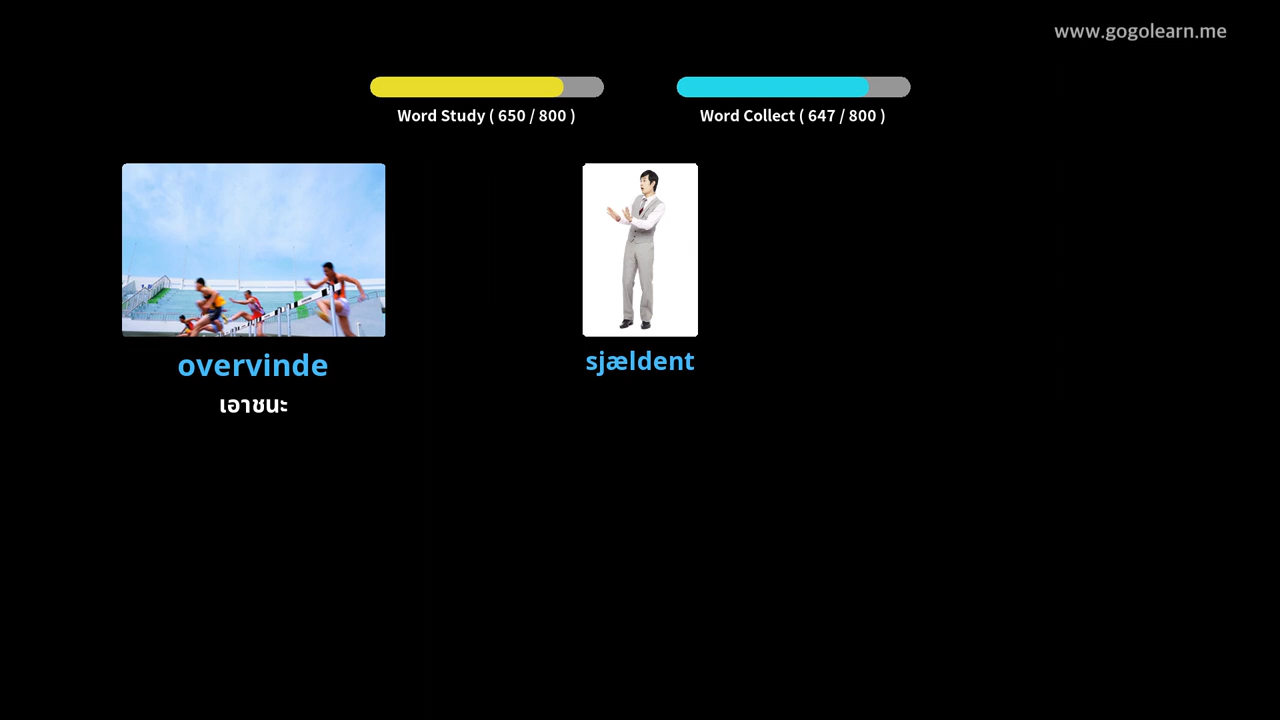 www.gogolearn.me
Word Study ( 650 / 800 )
Word Collect ( 647 / 800 )
overvinde
เอาชนะ
sjældent